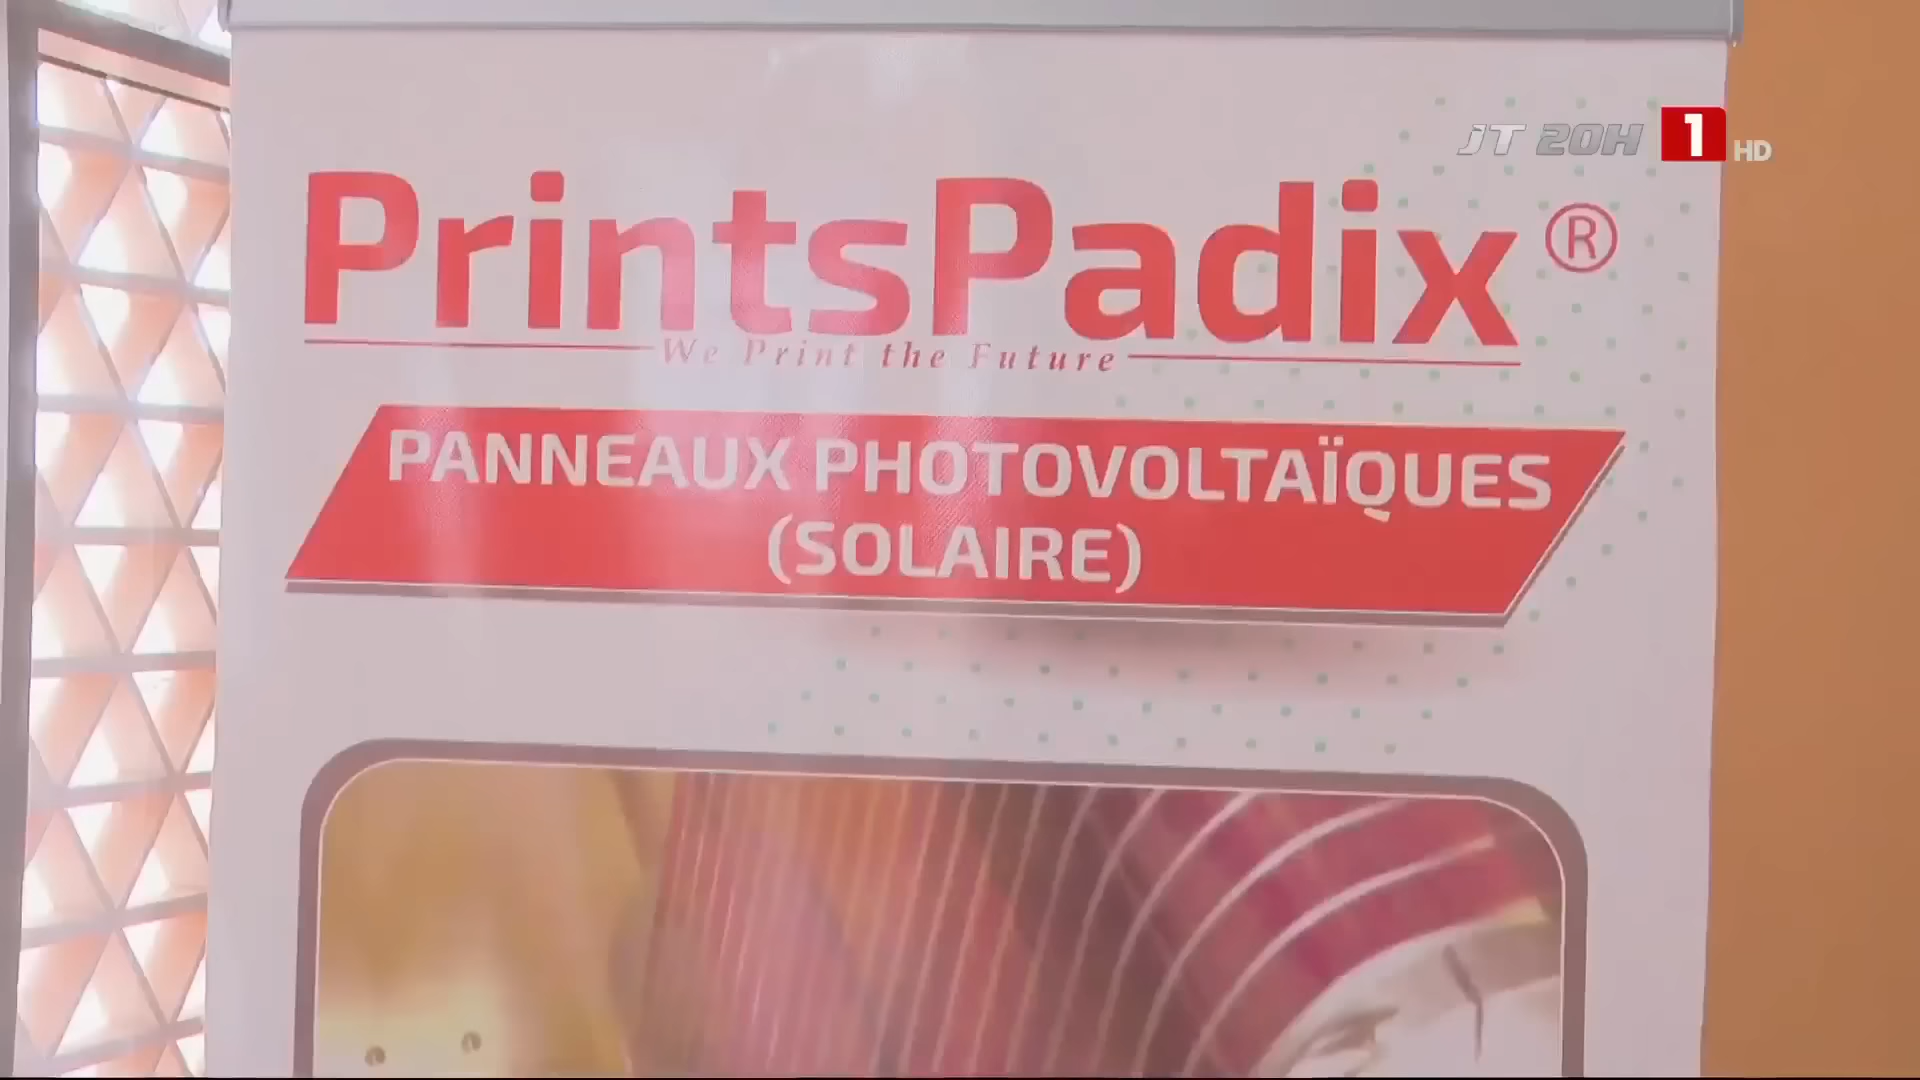 JT 20H 1 HD
PrintsPadix®
We Print the Future
PANNEAUX PHOTOVOLTAÏQUES
(SOLAIRE)